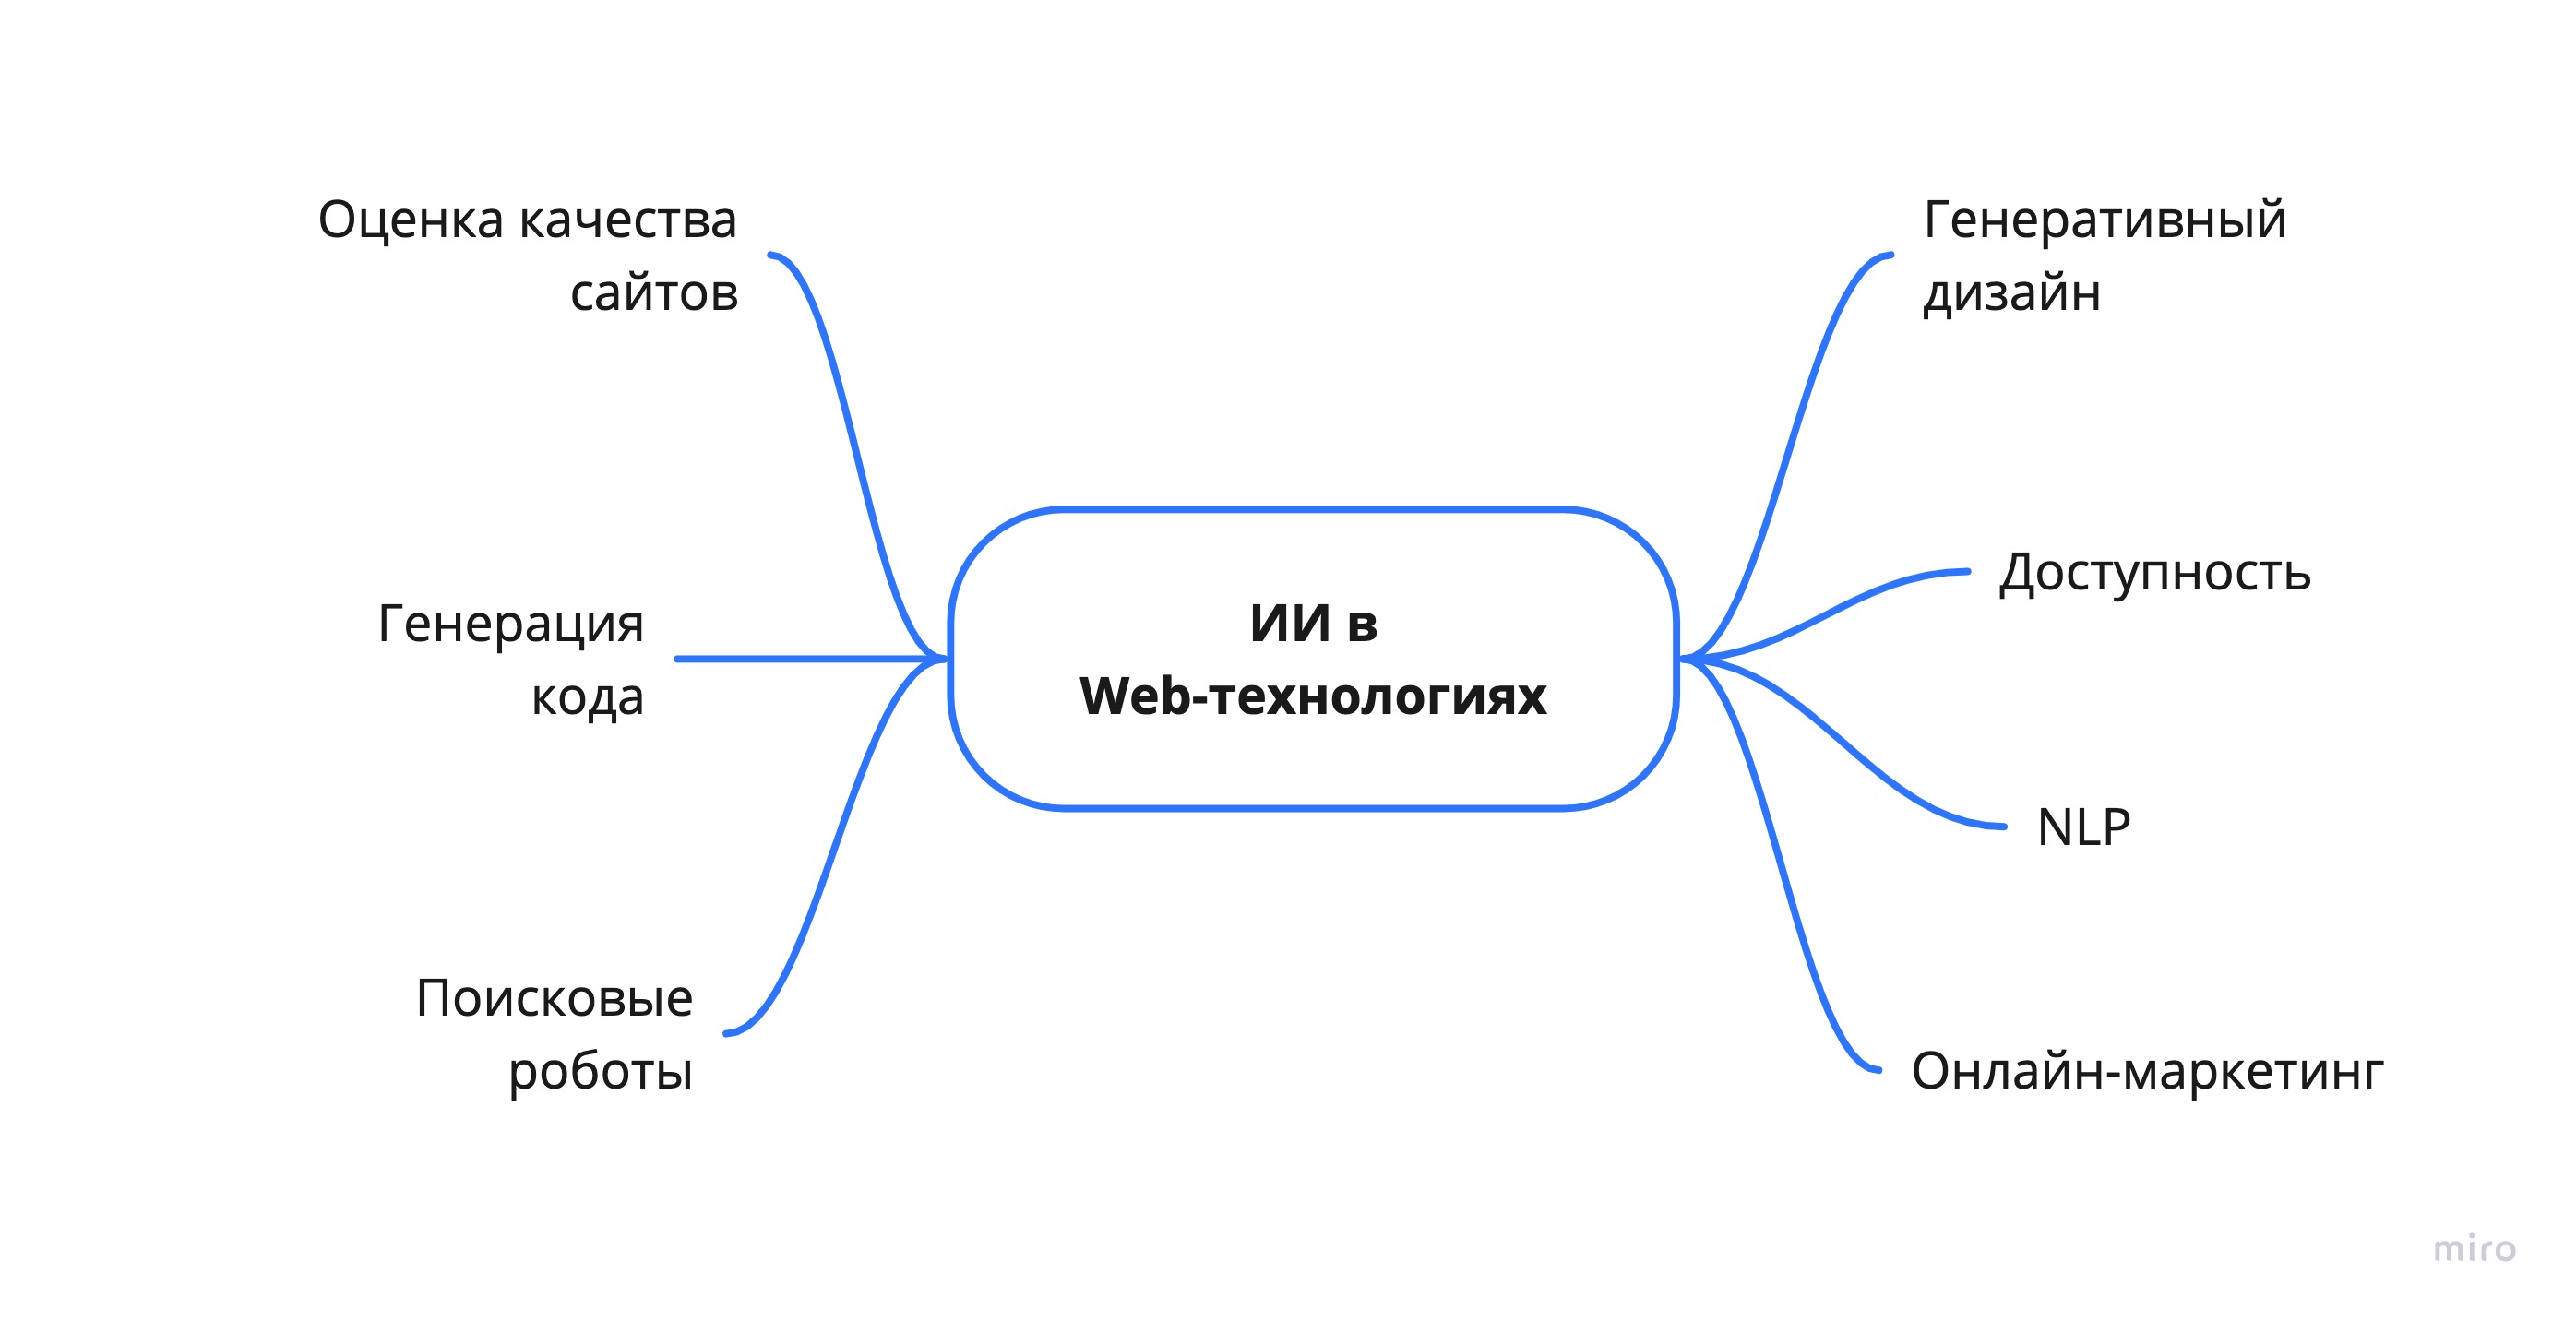 Оценка качества
сайтов
Генерация
кода
Поисковые
роботы
ИИ в
Web-технологиях
Генеративный
дизайн
Доступность
NLP
Онлайн-маркетинг
miro